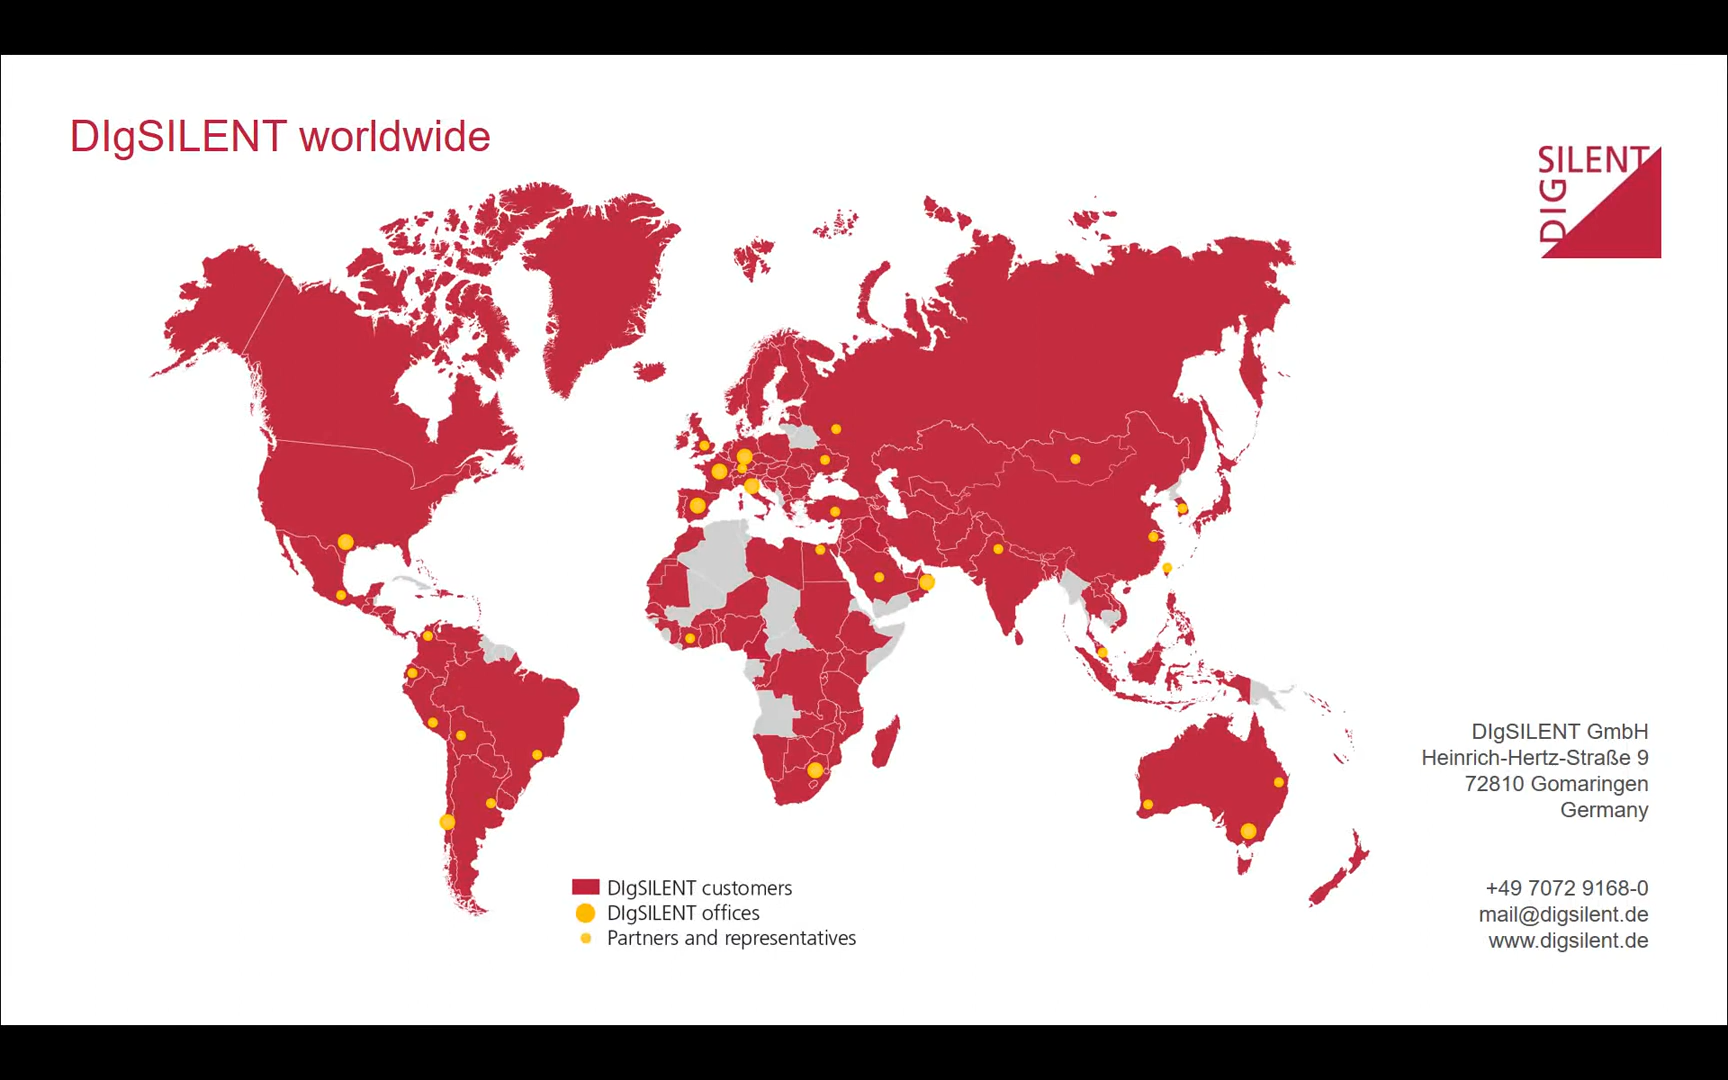 DIgSILENT worldwide
SILENT
DIG
DIgSILENT GmbH
Heinrich-Hertz-Straße 9
72810 Gomaringen
Germany
DIgSILENT customers
DIgSILENT offices
Partners and representatives
+49 7072 9168-0
mail@digsilent.de
www.digsilent.de